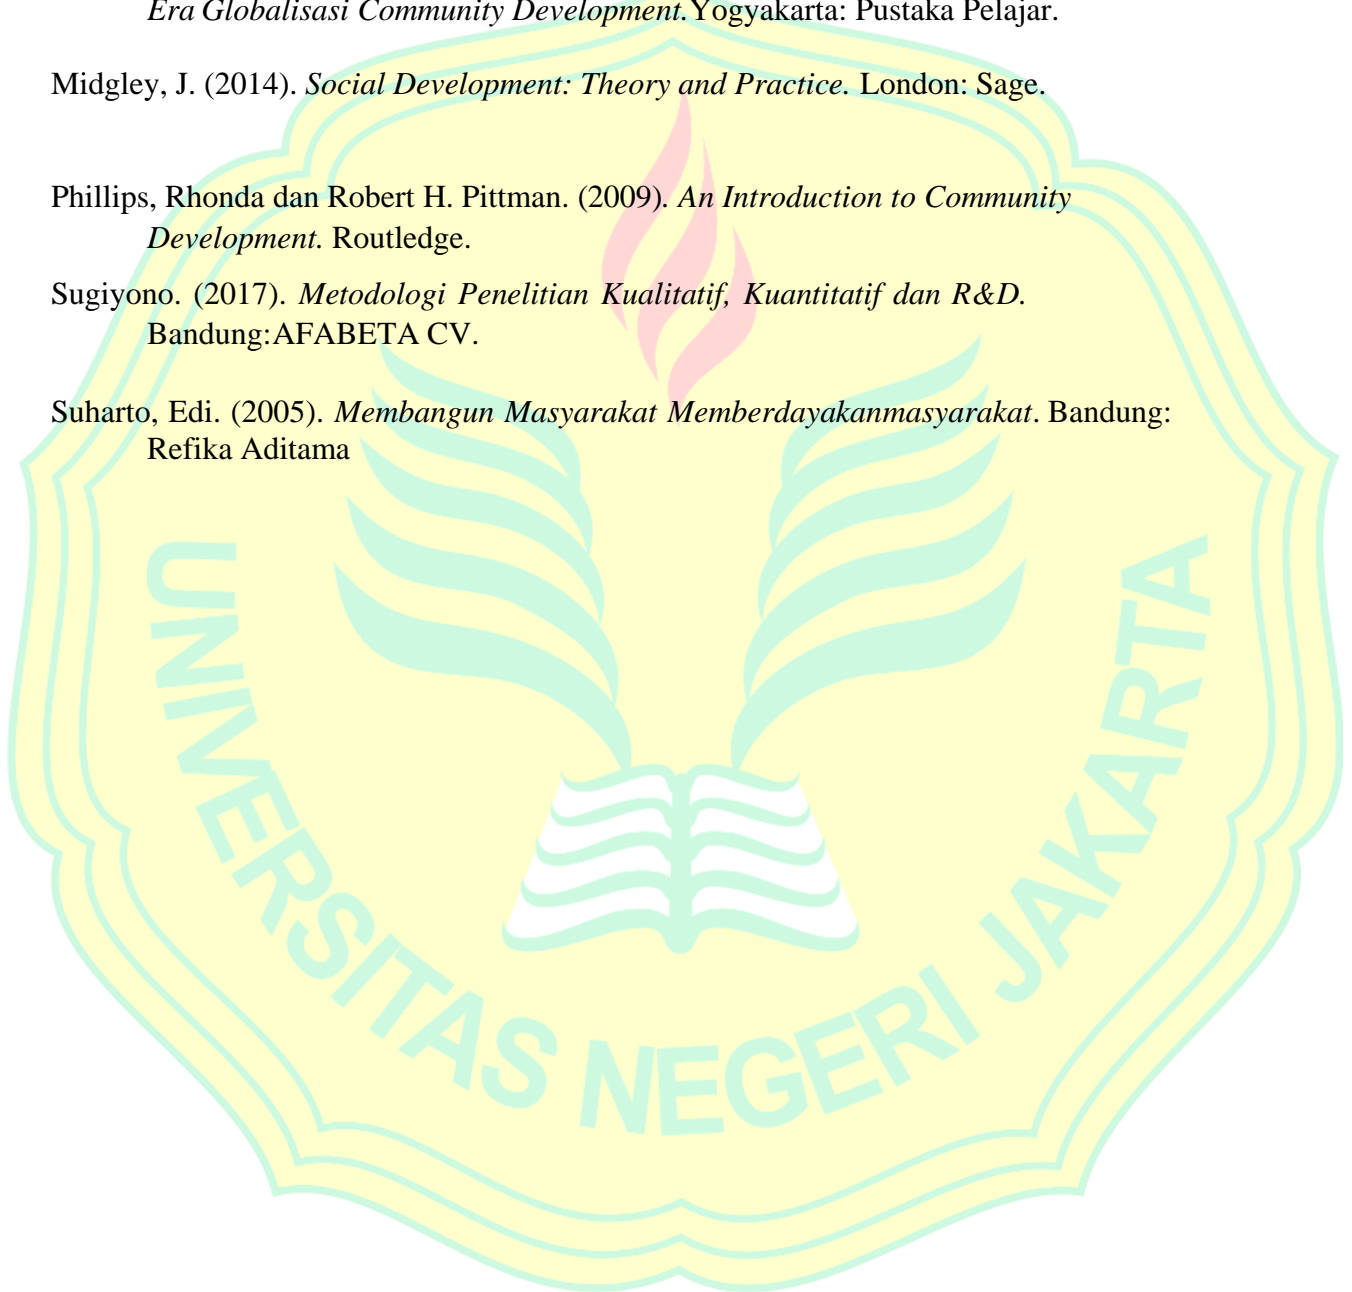 Era Globalisasi Community Development.Yogyakarta: Pustaka Pelajar.
Midgley, J. (2014). Social Development: Theory and Practice. London: Sage.
Phillips, Rhonda dan Robert H. Pittman. (2009). An Introduction to Community
Development. Routledge.
Sugiyono. (2017). Metodologi Penelitian Kualitatif, Kuantitatif dan R&D.
Bandung:AFABETA CV.
Suharto, Edi. (2005). Membangun Masyarakat Memberdayakanmasyarakat. Bandung:
Refika Aditama
UNIVERSITAS NEGERI JAKARTA